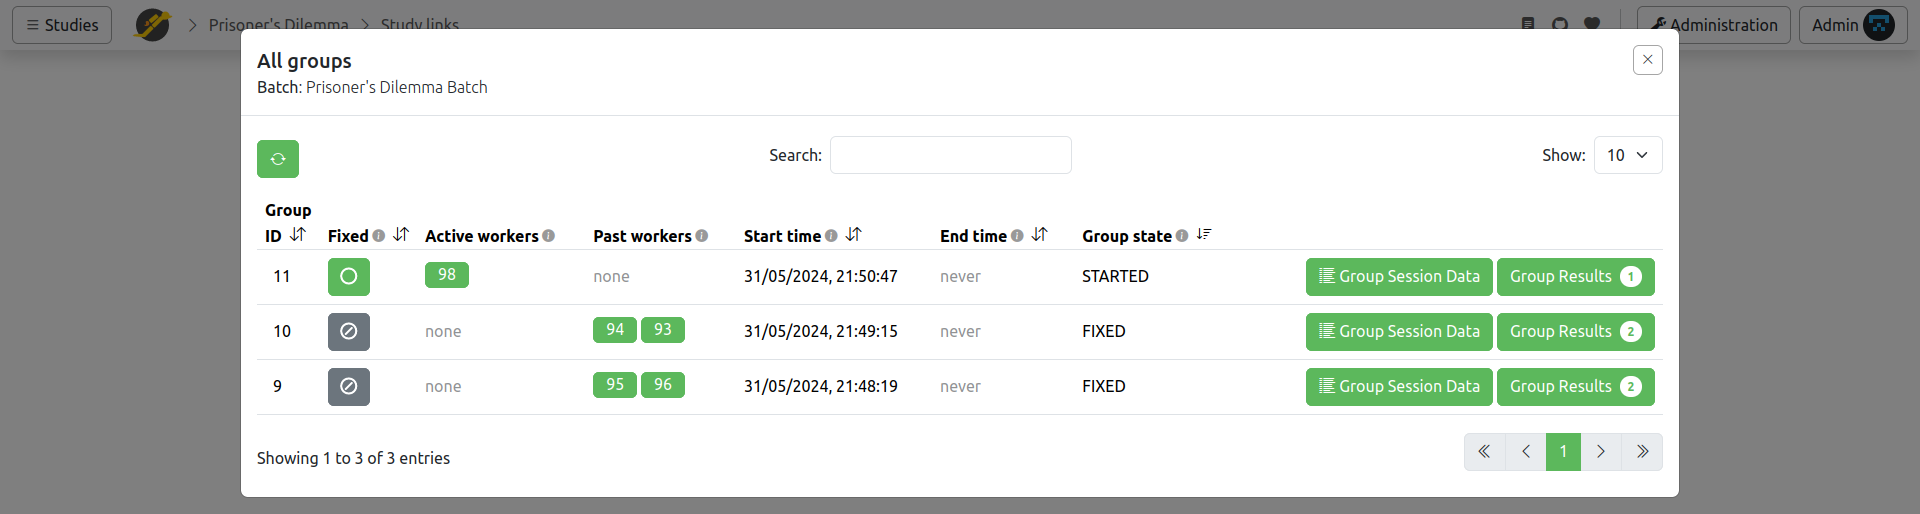 Studies Prisoner's Dilemma Study links Administration Admin
All groups
Batch: Prisoner's Dilemma Batch
Search: Show: 10
Group
ID Fixed Active workers Past workers Start time End time Group state
11 98 none 31/05/2024, 21:50:47 never STARTED Group Session Data Group Results 1
10 none 94 93 31/05/2024, 21:49:15 never FIXED Group Session Data Group Results 2
9 none 95 96 31/05/2024, 21:48:19 never FIXED Group Session Data Group Results 2
Showing 1 to 3 of 3 entries 1